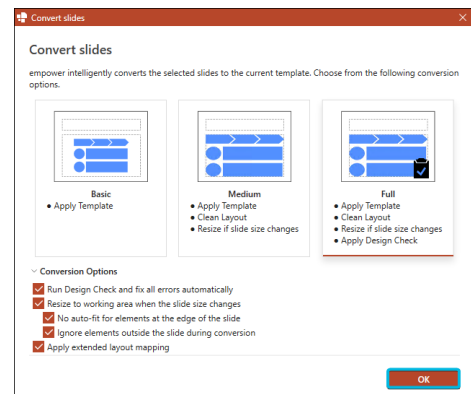 Convert slides
Convert slides
empower intelligently converts the selected slides to the current template. Choose from the following conversion
options.
Basic
• Apply Template
Medium
• Apply Template
• Clean Layout
• Resize if slide size changes
Full
• Apply Template
• Clean Layout
• Resize if slide size changes
• Apply Design Check
Conversion Options
Run Design Check and fix all errors automatically
Resize to working area when the slide size changes
No auto-fit for elements at the edge of the slide
Ignore elements outside the slide during conversion
Apply extended layout mapping
OK